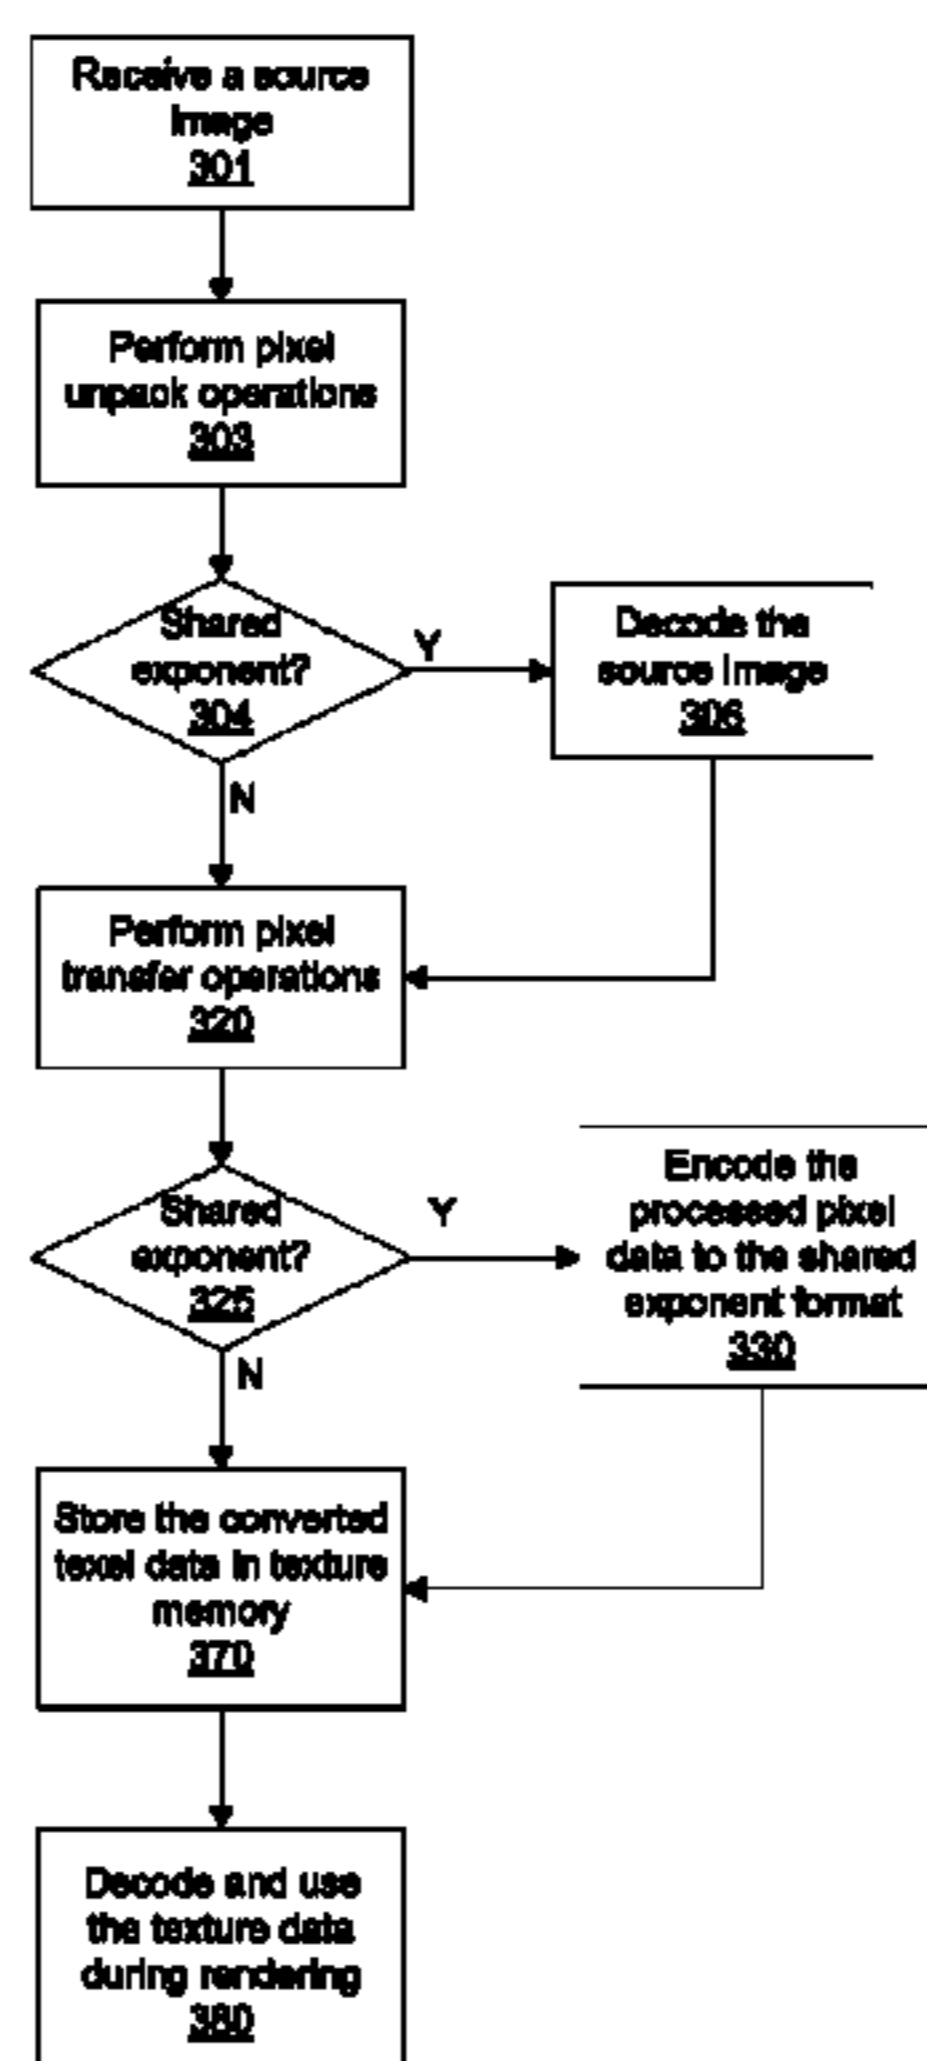 Receive a source
image
301
Perform pixel
unpack operations
303
Shared
exponent?
304
Y
Decode the
source image
306
N
Perform pixel
transfer operations
320
Shared
exponent?
325
Y
Encode the
processed pixel
data to the shared
exponent format
330
N
Store the converted
texel data in texture
memory
370
Decode and use
the texture data
during rendering
380